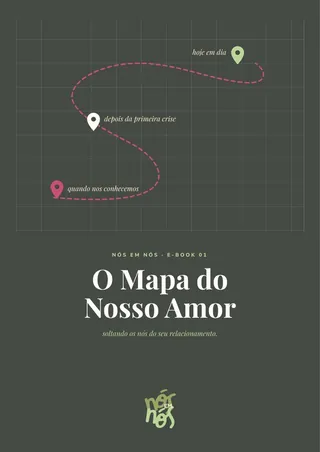 hoje em dia
depois da primeira crise
quando nos conhecemos
NÓS EM NÓS - E-BOOK 01
O Mapa do
Nosso Amor
soltando os nós do seu relacionamento.
nós
em
nós